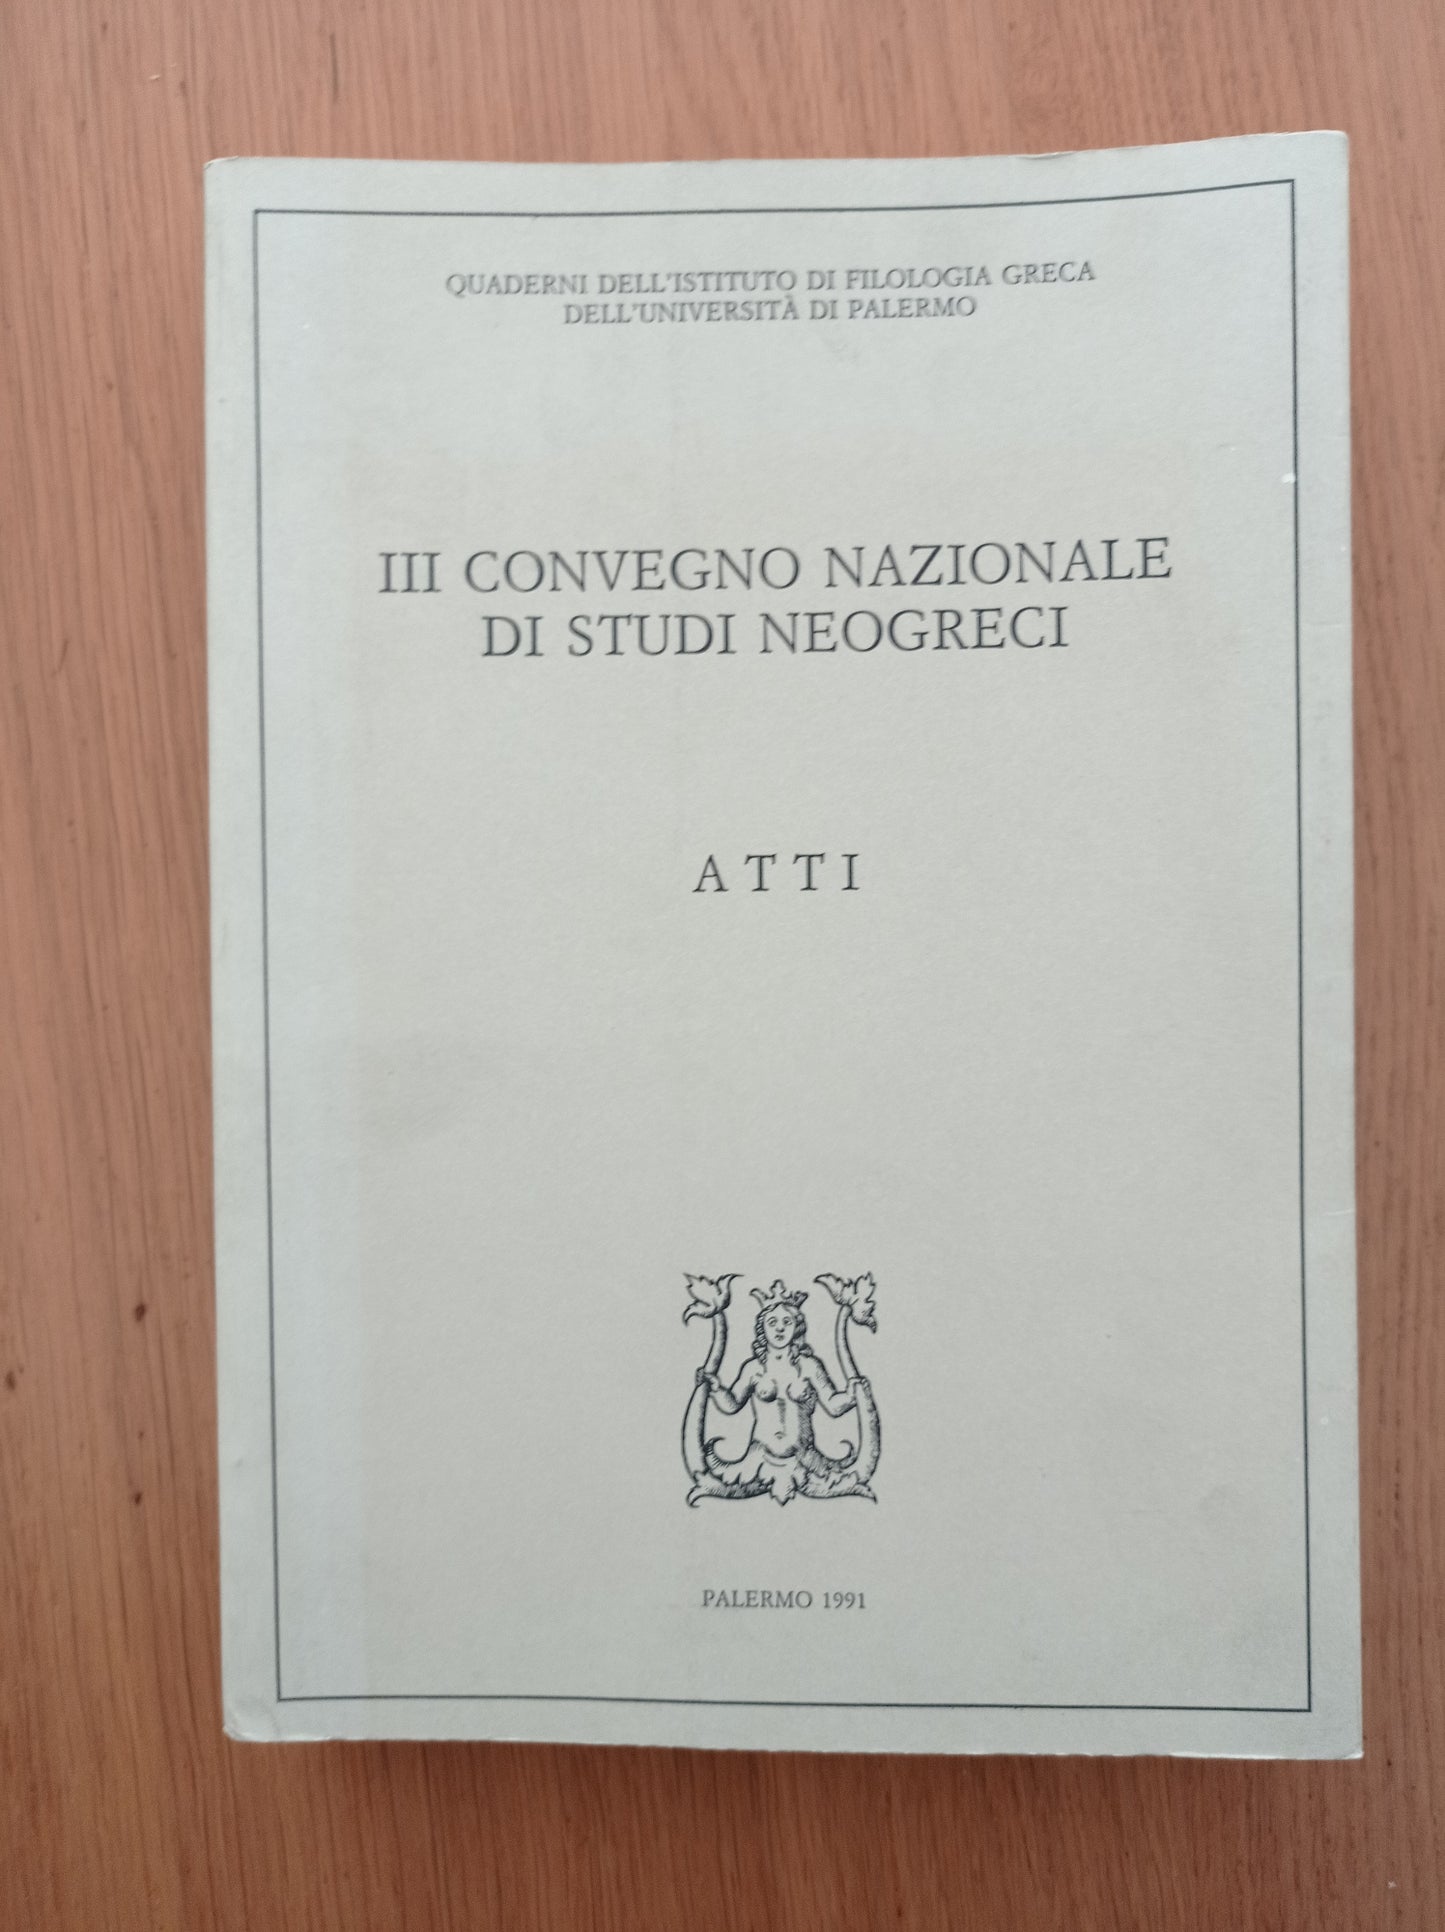 QUADERNI DELL'ISTITUTO DI FILOLOGIA GRECA
DELL'UNIVERSITÀ DI PALERMO
III CONVEGNO NAZIONALE
DI STUDI NEOGRECI
ATTI
PALERMO 1991